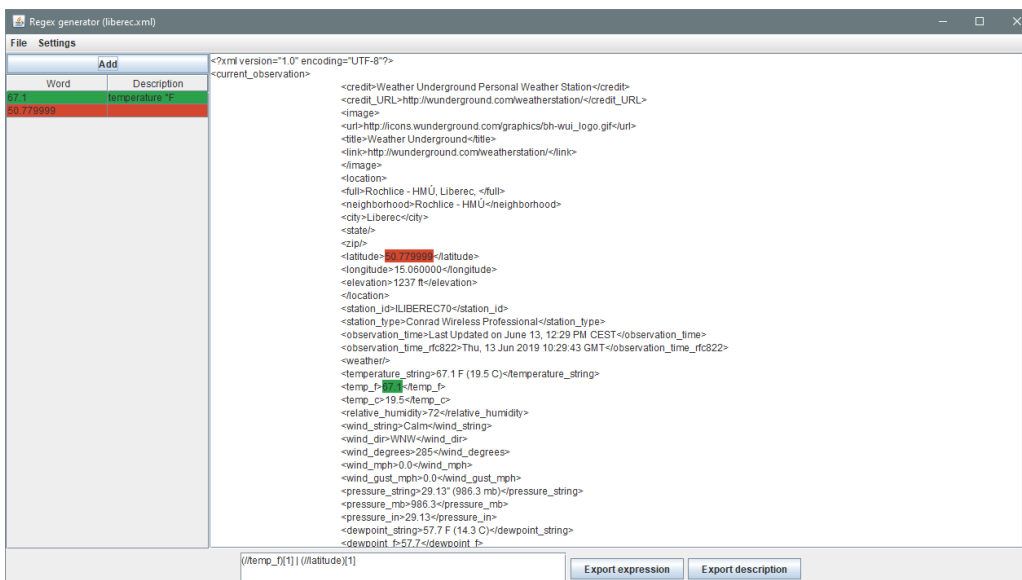 Regex generator (liberec.xml)
File Settings
Add
Word Description
67.1 temperature °F
50.779999
<?xml version="1.0" encoding="UTF-8"?>
<current_observation>
<credit>Weather Underground Personal Weather Station</credit>
<credit_URL>http://wunderground.com/weatherstation/</credit_URL>
<image>
<url>http://icons.wunderground.com/graphics/bh-wui_logo.gif</url>
<title>Weather Underground</title>
<link>http://wunderground.com/weatherstation/</link>
</image>
<location>
<full>Rochlice - HMÚ, Liberec, </full>
<neighborhood>Rochlice - HMÚ</neighborhood>
<city>Liberec</city>
<state/>
<zip/>
<latitude>50.779999</latitude>
<longitude>15.060000</longitude>
<elevation>1237 ft</elevation>
</location>
<station_id>ILIBEREC70</station_id>
<station_type>Conrad Wireless Professional</station_type>
<observation_time>Last Updated on June 13, 12:29 PM CEST</observation_time>
<observation_time_rfc822>Thu, 13 Jun 2019 10:29:43 GMT</observation_time_rfc822>
<weather/>
<temperature_string>67.1 F (19.5 C)</temperature_string>
<temp_f>67.1</temp_f>
<temp_c>19.5</temp_c>
<relative_humidity>72</relative_humidity>
<wind_string>Calm</wind_string>
<wind_dir>WNW</wind_dir>
<wind_degrees>285</wind_degrees>
<wind_mph>0.0</wind_mph>
<wind_gust_mph>0.0</wind_gust_mph>
<pressure_string>29.13" (986.3 mb)</pressure_string>
<pressure_mb>986.3</pressure_mb>
<pressure_in>29.13</pressure_in>
<dewpoint_string>57.7 F (14.3 C)</dewpoint_string>
<dewpoint_f>57.7</dewpoint_f>
(//temp_f)[1] | (//latitude)[1]
Export expression Export description